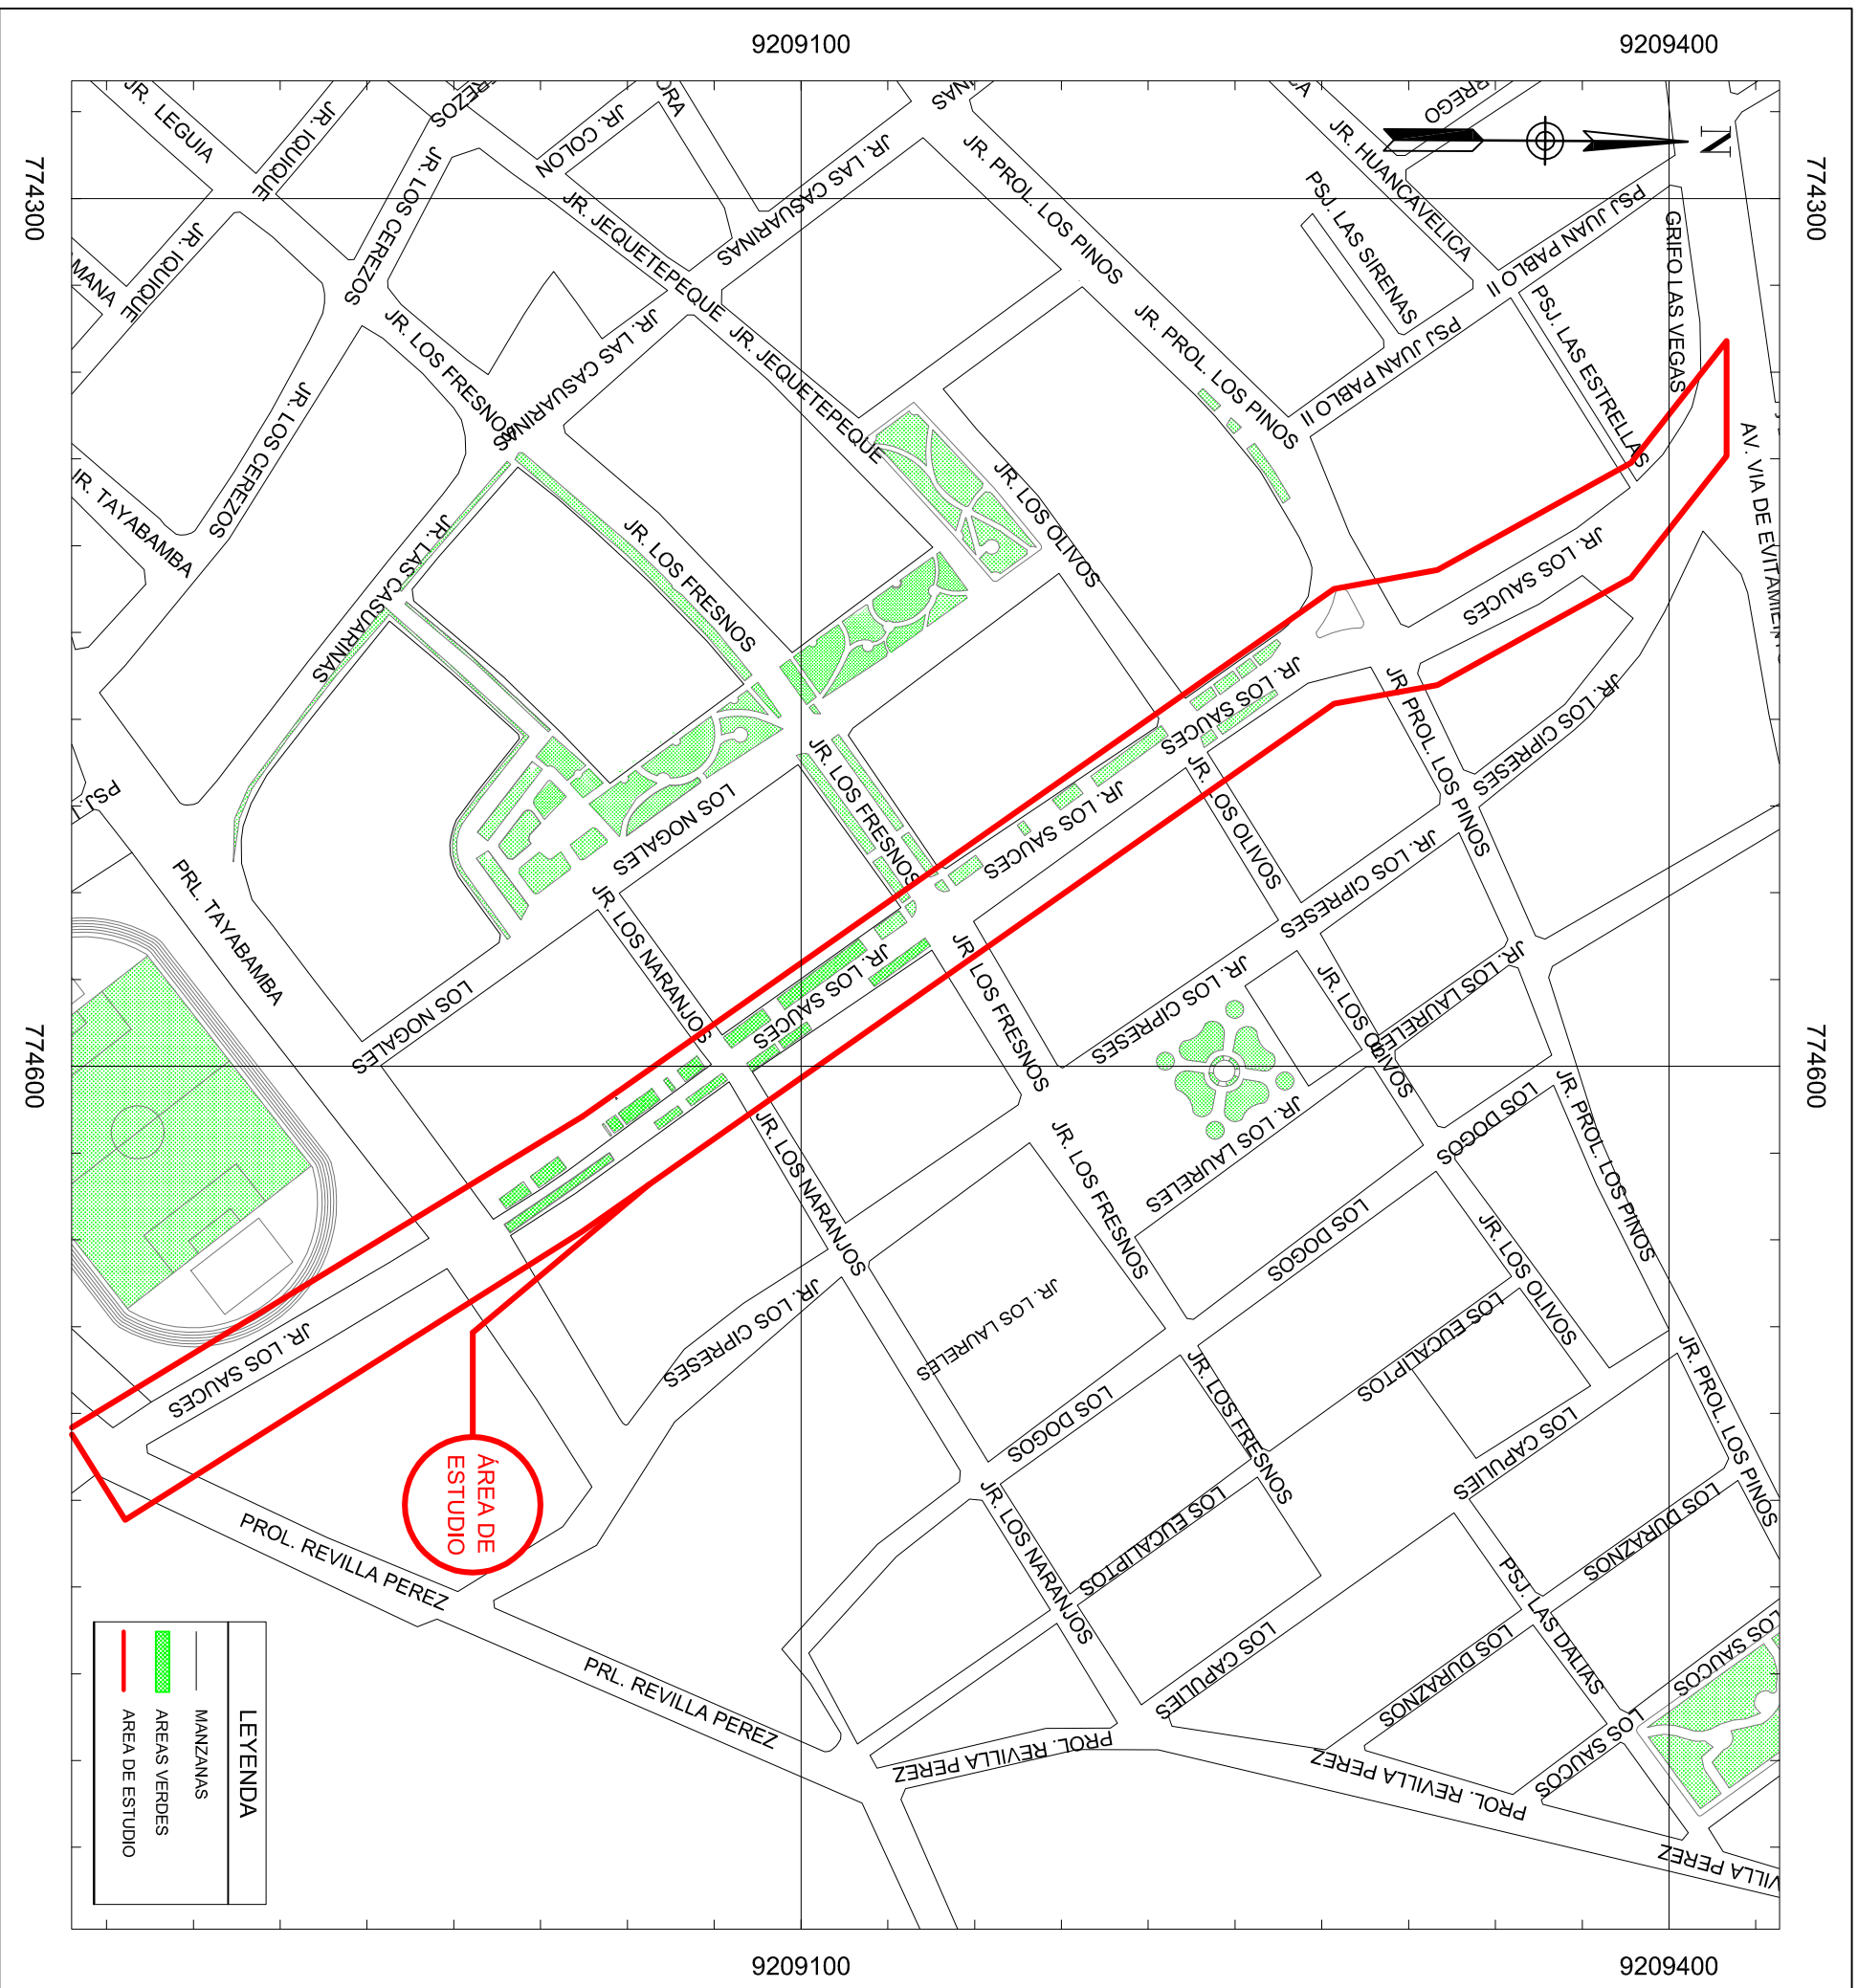 9209100
9209400
774300
774300
774600
774600
9209100
9209400
N
JR. LEGUIA
JR. IQUIQUE
JR. IQUIQUE
JR. LOS CEREZOS
JR. LOS CEREZOS
JR. COLON
JR. JEQUETEPEQUE
JR. JEQUETEPEQUE
JR. LAS CASUARINAS
JR. LAS CASUARINAS
JR. LAS CASUARINAS
JR. PROL. LOS PINOS
JR. PROL. LOS PINOS
JR. HUANCAVELICA
PSJ. LAS SIRENAS
PSJ JUAN PABLO II
PSJ JUAN PABLO II
GRIFO LAS VEGAS
PSJ. LAS ESTRELLAS
AV. VIA DE EVITAMIENTO
JR. TAYABAMBA
JR. LOS FRESNOS
JR. LOS FRESNOS
JR. LOS OLIVOS
JR. LOS SAUCES
JR. LOS SAUCES
JR. LOS CIPRESES
JR. PROL. LOS PINOS
JR. LOS OLIVOS
JR. LOS SAUCES
JR. LOS FRESNOS
LOS NOGALES
PSJ.
PRL. TAYABAMBA
JR. LOS NARANJOS
LOS NOGALES
JR. LOS SAUCES
JR. LOS FRESNOS
JR. LOS CIPRESES
JR. LOS CIPRESES
JR. LOS OLIVOS
JR. LOS LAURELES
JR. LOS LAURELES
JR. PROL. LOS PINOS
LOS DOGOS
LOS DOGOS
JR. LOS FRESNOS
JR. LOS NARANJOS
JR. LOS OLIVOS
JR. LOS CIPRESES
JR. LOS LAURELES
JR. LOS SAUCES
LOS EUCALIPTOS
JR. LOS FRESNOS
LOS DOGOS
LOS CAPULIES
JR. PROL. LOS PINOS
LOS DURAZNOS
ÁREA DE
ESTUDIO
JR. LOS NARANJOS
LOS EUCALIPTOS
PROL. REVILLA PEREZ
PSJ. LAS DALIAS
LOS CAPULIES
LOS DURAZNOS
LOS SAUCOS
LOS SAUCOS
PRL. REVILLA PEREZ
PROL. REVILLA PEREZ
PROL. REVILLA PEREZ
VILLA PEREZ
LEYENDA
MANZANAS
AREAS VERDES
AREA DE ESTUDIO